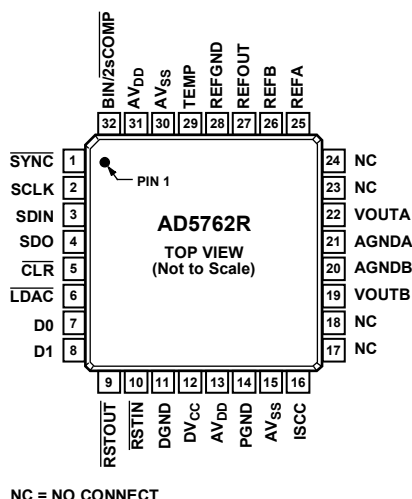 BIN/2sCOMP
AVDD
AVSS
TEMP
REFGND
REFOUT
REFB
REFA
32 31 30 29 28 27 26 25
SYNC 1
SCLK 2
SDIN 3
SDO 4
CLR 5
LDAC 6
D0 7
D1 8
PIN 1
AD5762R
TOP VIEW
(Not to Scale)
24 NC
23 NC
22 VOUTA
21 AGNDA
20 AGNDB
19 VOUTB
18 NC
17 NC
9 10 11 12 13 14 15 16
RSTOUT
RSTIN
DGND
DVCC
AVDD
PGND
AVSS
ISCC
NC = NO CONNECT